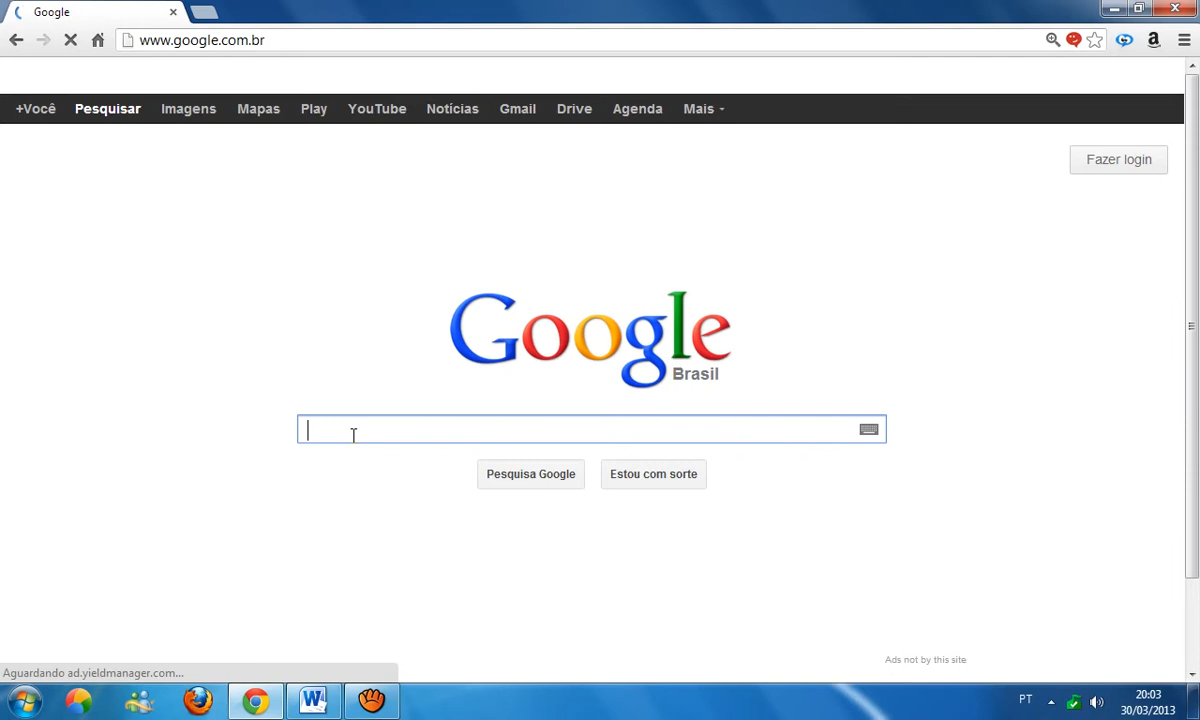 Google
www.google.com.br
+Você Pesquisar Imagens Mapas Play YouTube Notícias Gmail Drive Agenda Mais
Fazer login
Google
Brasil
Pesquisa Google Estou com sorte
Ads not by this site
Aguardando ad.yieldmanager.com...
PT 20:03
30/03/2013